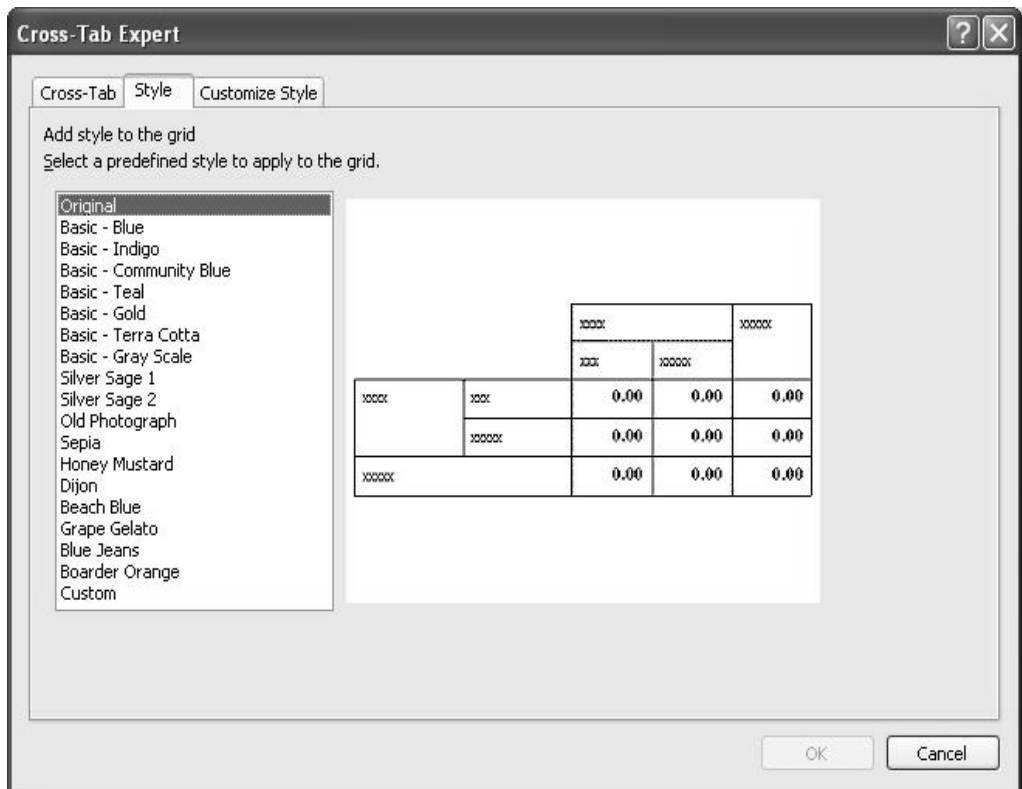 Cross-Tab Expert
Cross-Tab Style Customize Style
Add style to the grid
Select a predefined style to apply to the grid.
Original
Basic - Blue
Basic - Indigo
Basic - Community Blue
Basic - Teal
Basic - Gold
Basic - Terra Cotta
Basic - Gray Scale
Silver Sage 1
Silver Sage 2
Old Photograph
Sepia
Honey Mustard
Dijon
Beach Blue
Grape Gelato
Blue Jeans
Boarder Orange
Custom
xxxx xxxxx
xxx xxxxx
xxxx xxx 0.00 0.00 0.00
xxxxx 0.00 0.00 0.00
xxxxx 0.00 0.00 0.00
OK Cancel